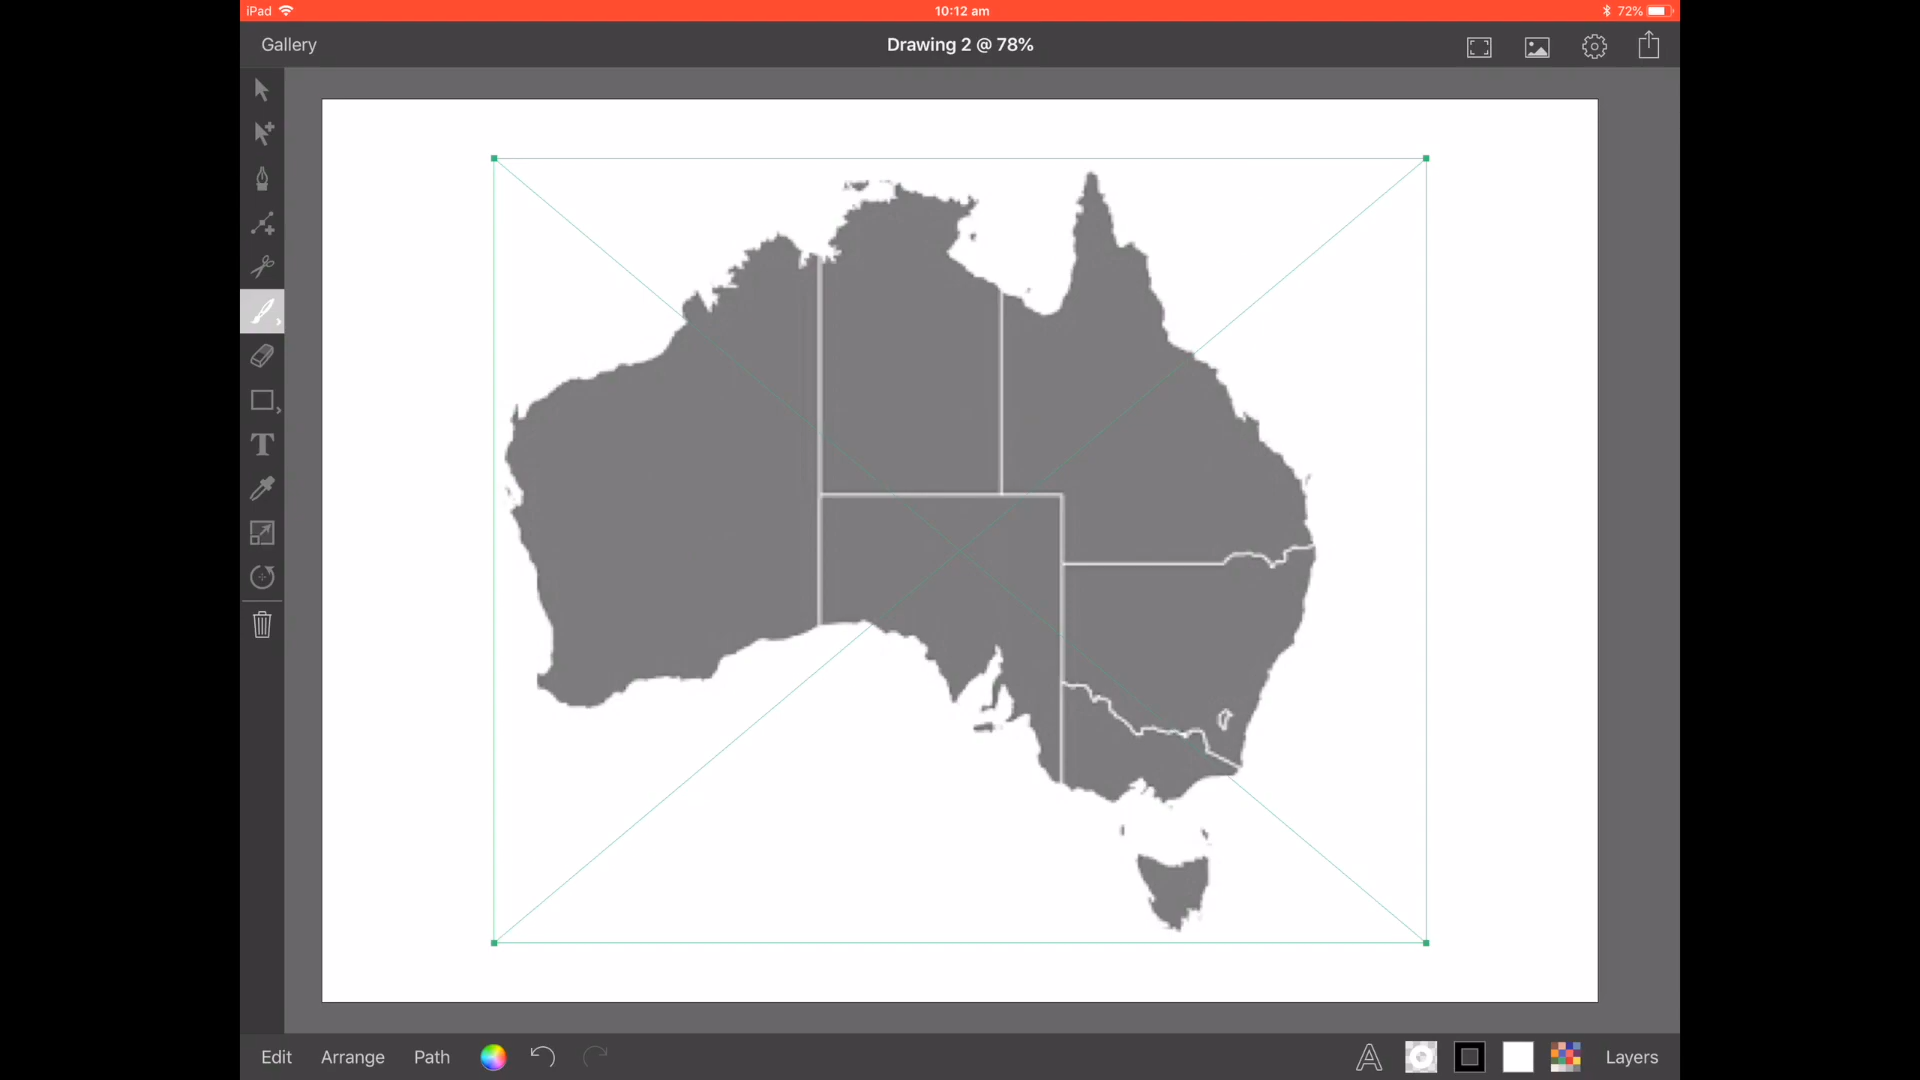 iPad
10:12 am
72%
Gallery
Drawing 2 @ 78%
T
Edit
Arrange
Path
A
Layers